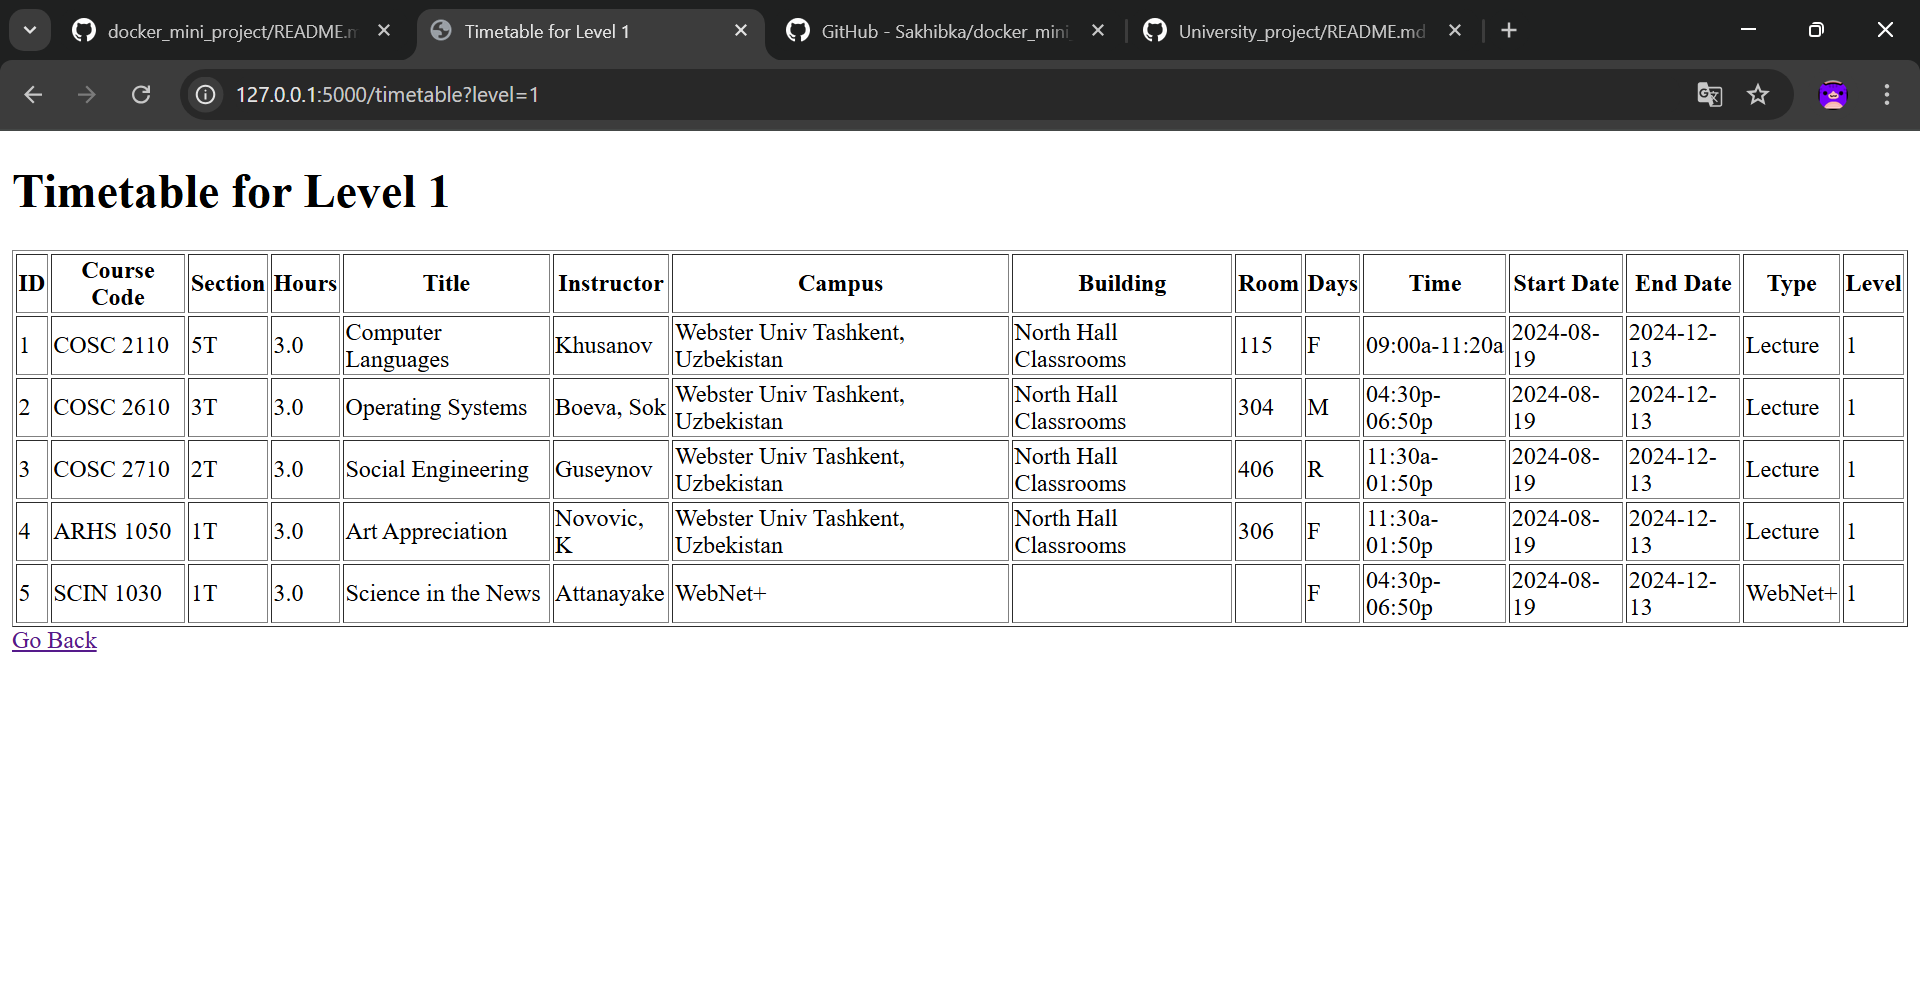 docker_mini_project/README.m
Timetable for Level 1
GitHub - Sakhibka/docker_mini_
University_project/README.md
127.0.0.1:5000/timetable?level=1
Timetable for Level 1
ID Course Code Section Hours Title Instructor Campus Building Room Days Time Start Date End Date Type Level
1 COSC 2110 5T 3.0 Computer Languages Khusanov Webster Univ Tashkent, Uzbekistan North Hall Classrooms 115 F 09:00a-11:20a 2024-08-19 2024-12-13 Lecture 1
2 COSC 2610 3T 3.0 Operating Systems Boeva, Sok Webster Univ Tashkent, Uzbekistan North Hall Classrooms 304 M 04:30p-06:50p 2024-08-19 2024-12-13 Lecture 1
3 COSC 2710 2T 3.0 Social Engineering Guseynov Webster Univ Tashkent, Uzbekistan North Hall Classrooms 406 R 11:30a-01:50p 2024-08-19 2024-12-13 Lecture 1
4 ARHS 1050 1T 3.0 Art Appreciation Novovic, K Webster Univ Tashkent, Uzbekistan North Hall Classrooms 306 F 11:30a-01:50p 2024-08-19 2024-12-13 Lecture 1
5 SCIN 1030 1T 3.0 Science in the News Attanayake WebNet+ F 04:30p-06:50p 2024-08-19 2024-12-13 WebNet+ 1
Go Back